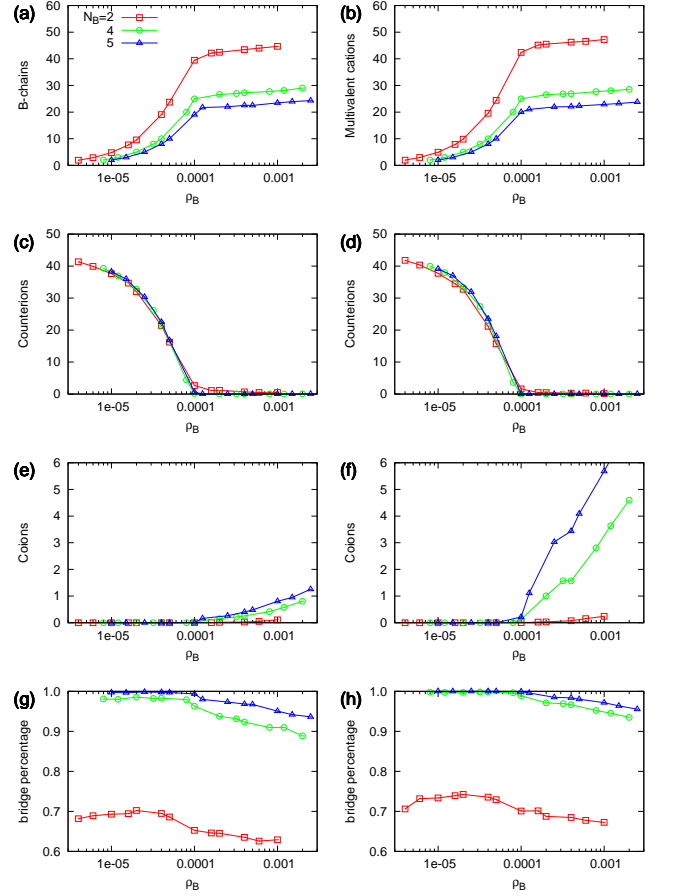 (a)
N_B=2
4
5
60
50
40
30
20
10
0
B-chains
1e-05 0.0001 0.001
ρ_B
(b)
60
50
40
30
20
10
0
Multivalent cations
1e-05 0.0001 0.001
ρ_B
(c)
50
40
30
20
10
0
Counterions
1e-05 0.0001 0.001
ρ_B
(d)
50
40
30
20
10
0
Counterions
1e-05 0.0001 0.001
ρ_B
(e)
6
5
4
3
2
1
0
Coions
1e-05 0.0001 0.001
ρ_B
(f)
6
5
4
3
2
1
0
Coions
1e-05 0.0001 0.001
ρ_B
(g)
1.0
0.9
0.8
0.7
0.6
bridge percentage
1e-05 0.0001 0.001
ρ_B
(h)
1.0
0.9
0.8
0.7
0.6
bridge percentage
1e-05 0.0001 0.001
ρ_B